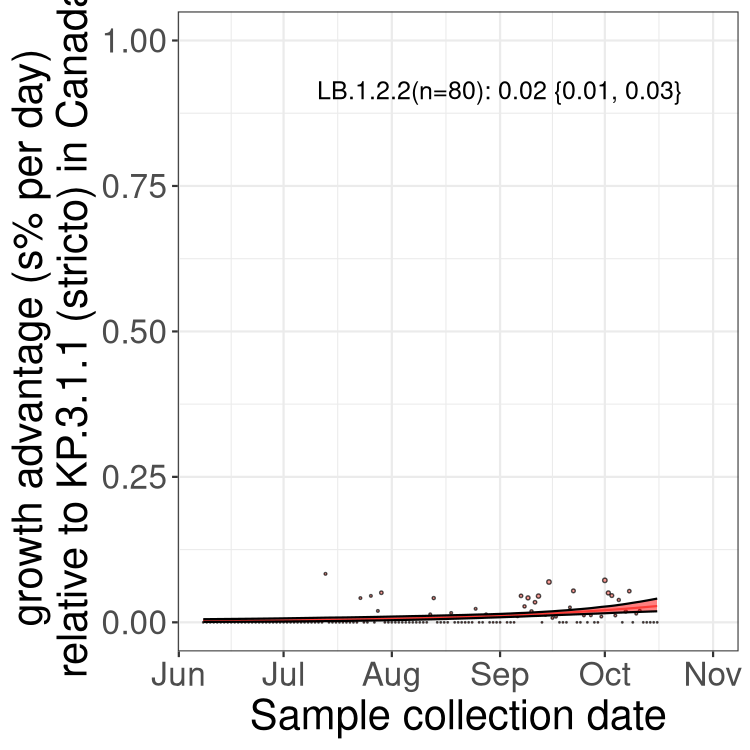 growth advantage (s% per day)
relative to KP.3.1.1 (stricto) in Canada
1.00
0.75
0.50
0.25
0.00
LB.1.2.2(n=80): 0.02 {0.01, 0.03}
Jun Jul Aug Sep Oct Nov
Sample collection date